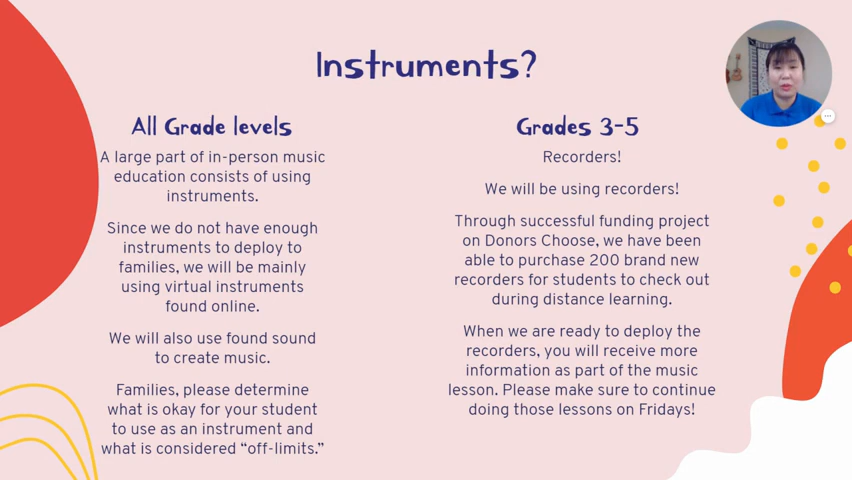 Instruments?
All Grade levels
A large part of in-person music
education consists of using
instruments.
Since we do not have enough
instruments to deploy to
families, we will be mainly
using virtual instruments
found online.
We will also use found sound
to create music.
Families, please determine
what is okay for your student
to use as an instrument and
what is considered “off-limits.”
Grades 3-5
Recorders!
We will be using recorders!
Through successful funding project
on Donors Choose, we have been
able to purchase 200 brand new
recorders for students to check out
during distance learning.
When we are ready to deploy the
recorders, you will receive more
information as part of the music
lesson. Please make sure to continue
doing those lessons on Fridays!